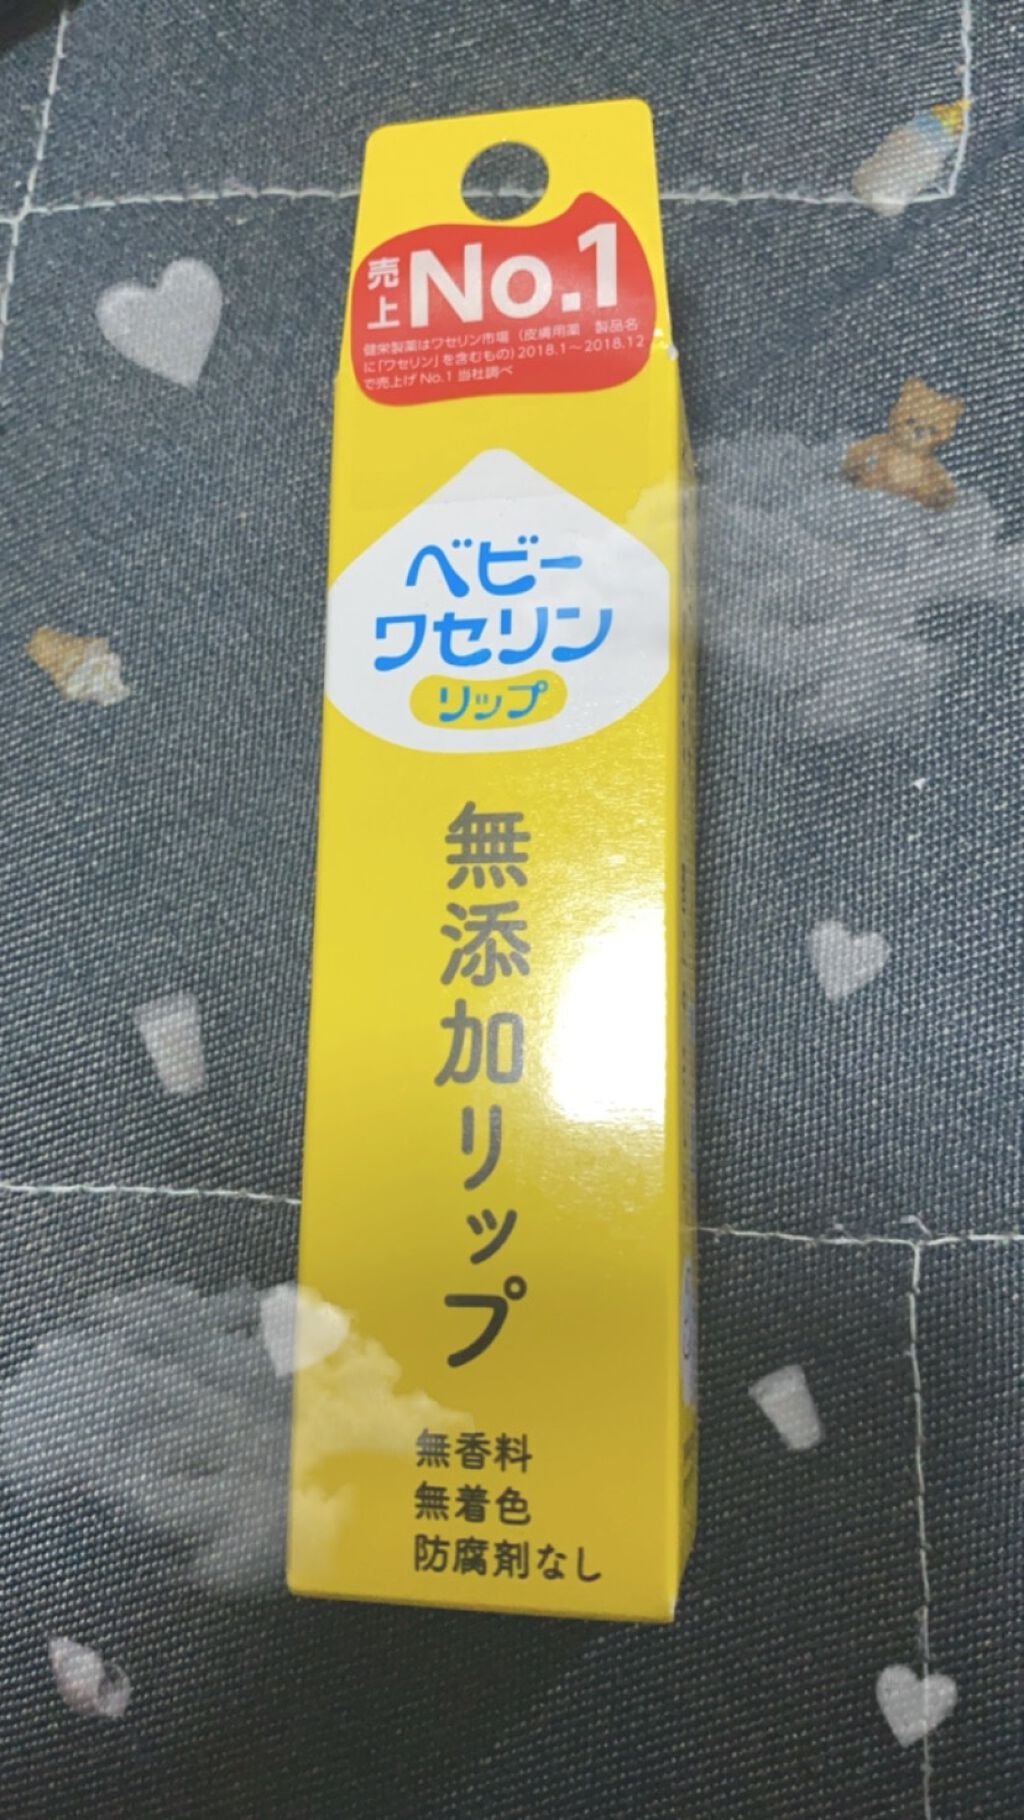 売上 No.1
健栄製薬はワセリン市場（皮膚用薬 製品名
に「ワセリン」を含むもの）2018.1～2018.12
で売上げNo.1 当社調べ
ベビー
ワセリン
リップ
無添加リップ
無香料
無着色
防腐剤なし